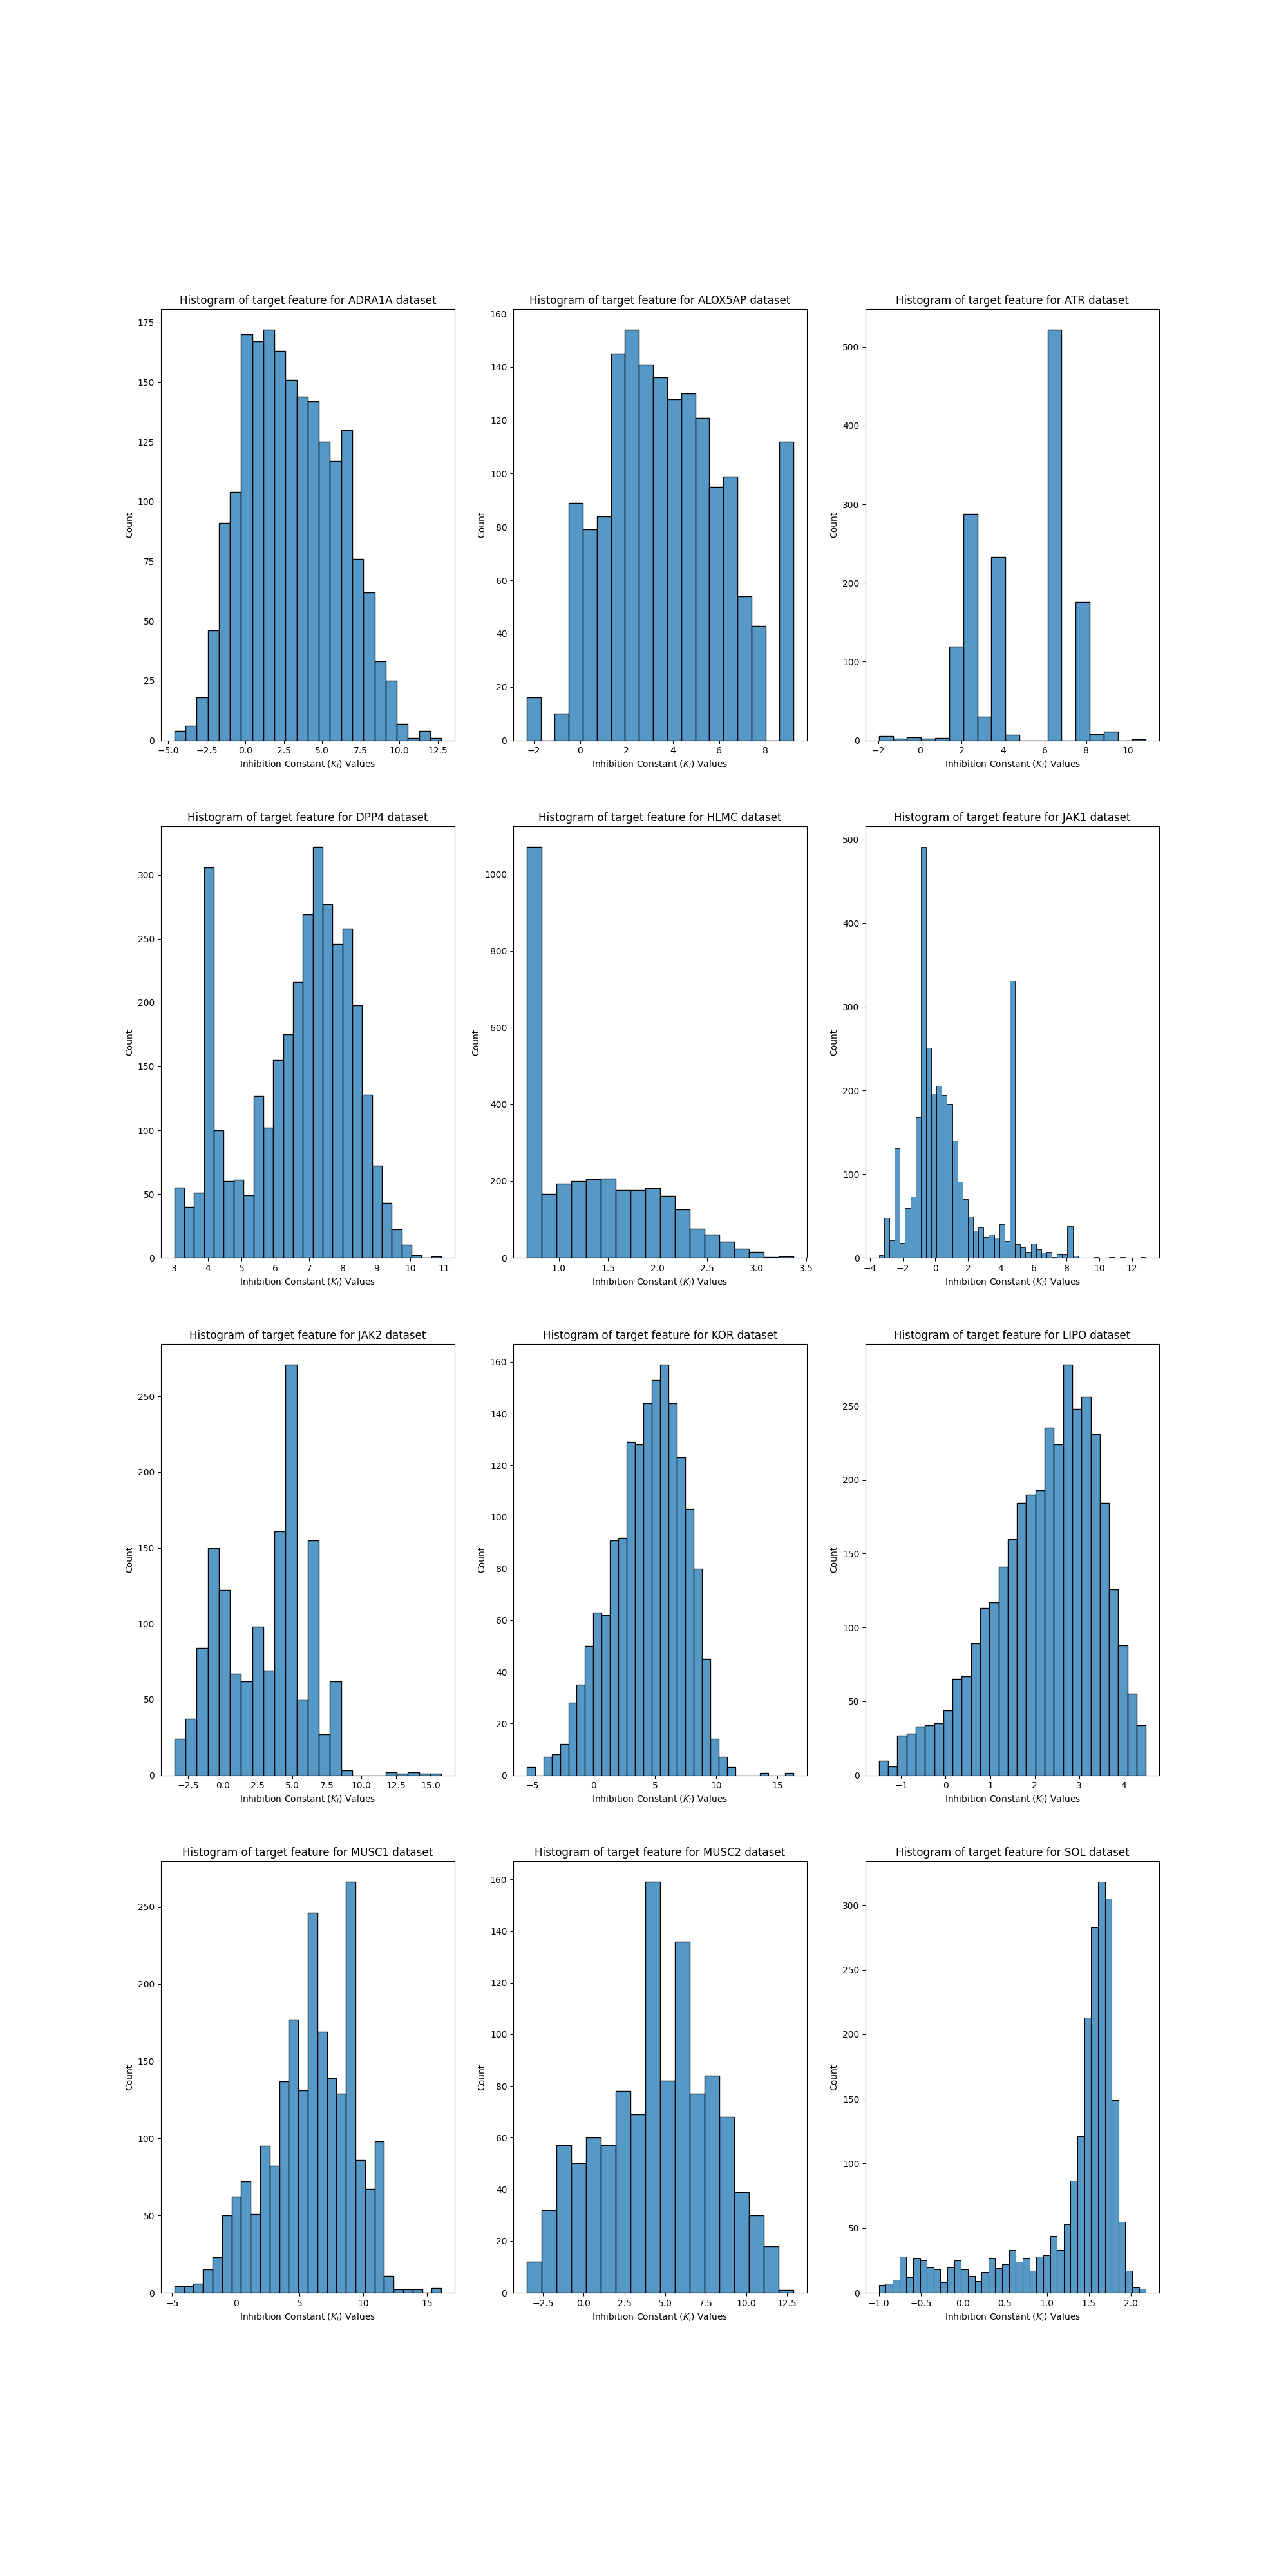 Histogram of target feature for ADRA1A dataset
175
150
125
100
75
50
25
0
Count
−5.0 −2.5 0.0 2.5 5.0 7.5 10.0 12.5
Inhibition Constant (Ki) Values
Histogram of target feature for ALOX5AP dataset
160
140
120
100
80
60
40
20
0
Count
−2 0 2 4 6 8
Inhibition Constant (Ki) Values
Histogram of target feature for ATR dataset
500
400
300
200
100
0
Count
−2 0 2 4 6 8 10
Inhibition Constant (Ki) Values
Histogram of target feature for DPP4 dataset
300
250
200
150
100
50
0
Count
3 4 5 6 7 8 9 10 11
Inhibition Constant (Ki) Values
Histogram of target feature for HLMC dataset
1000
800
600
400
200
0
Count
1.0 1.5 2.0 2.5 3.0 3.5
Inhibition Constant (Ki) Values
Histogram of target feature for JAK1 dataset
500
400
300
200
100
0
Count
−4 −2 0 2 4 6 8 10 12
Inhibition Constant (Ki) Values
Histogram of target feature for JAK2 dataset
250
200
150
100
50
0
Count
−2.5 0.0 2.5 5.0 7.5 10.0 12.5 15.0
Inhibition Constant (Ki) Values
Histogram of target feature for KOR dataset
160
140
120
100
80
60
40
20
0
Count
−5 0 5 10 15
Inhibition Constant (Ki) Values
Histogram of target feature for LIPO dataset
250
200
150
100
50
0
Count
−1 0 1 2 3 4
Inhibition Constant (Ki) Values
Histogram of target feature for MUSC1 dataset
250
200
150
100
50
0
Count
−5 0 5 10 15
Inhibition Constant (Ki) Values
Histogram of target feature for MUSC2 dataset
160
140
120
100
80
60
40
20
0
Count
−2.5 0.0 2.5 5.0 7.5 10.0 12.5
Inhibition Constant (Ki) Values
Histogram of target feature for SOL dataset
300
250
200
150
100
50
0
Count
−1.0 −0.5 0.0 0.5 1.0 1.5 2.0
Inhibition Constant (Ki) Values